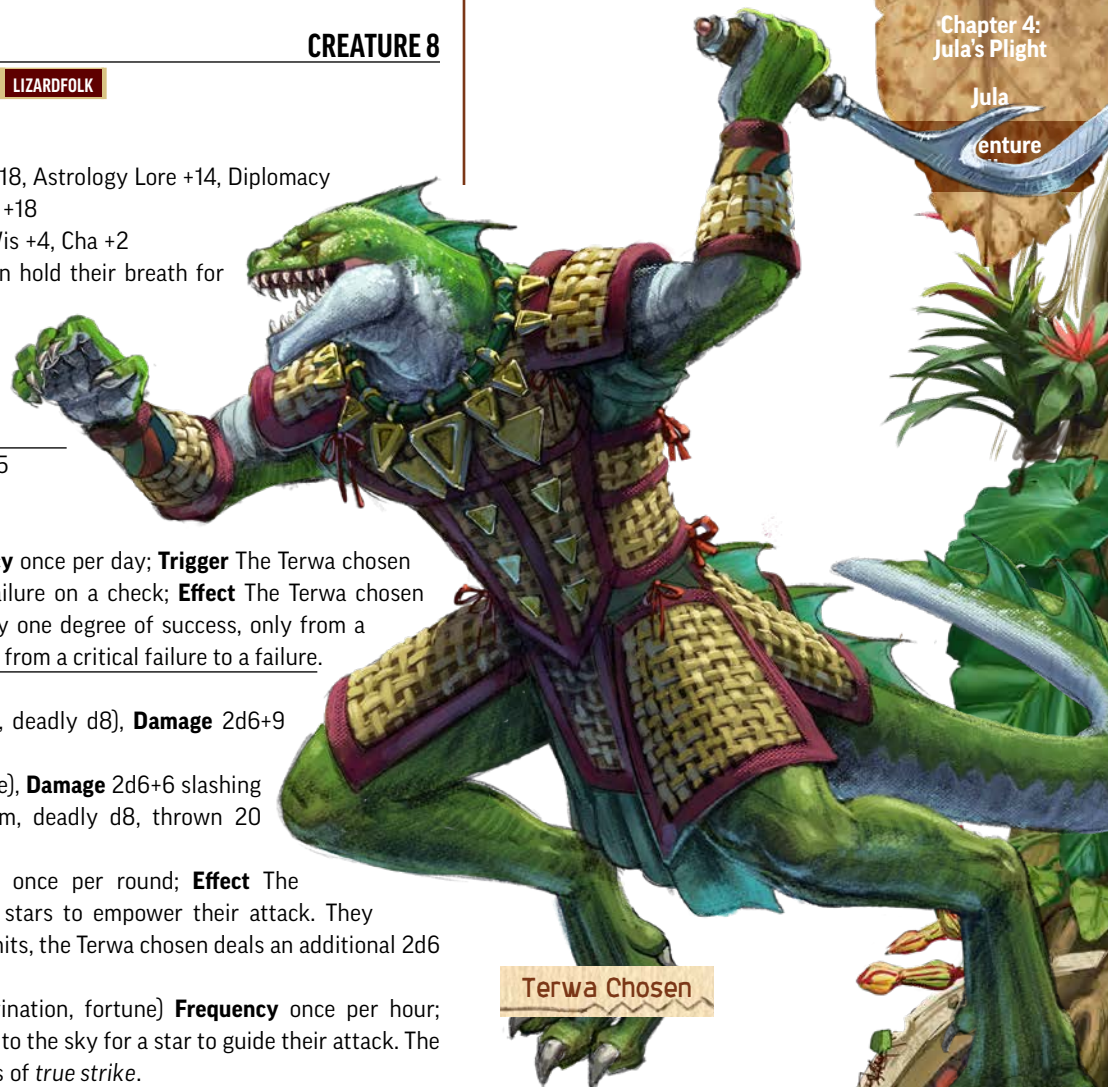 CREATURE 8
LIZARDFOLK
18, Astrology Lore +14, Diplomacy
+18
Wis +4, Cha +2
n hold their breath for
5
cy once per day; Trigger The Terwa chosen
ailure on a check; Effect The Terwa chosen
y one degree of success, only from a
from a critical failure to a failure.
, deadly d8), Damage 2d6+9
e), Damage 2d6+6 slashing
m, deadly d8, thrown 20
once per round; Effect The
stars to empower their attack. They
hits, the Terwa chosen deals an additional 2d6
ination, fortune) Frequency once per hour;
to the sky for a star to guide their attack. The
s of true strike.
Chapter 4:
Jula's Plight
Jula
enture
Terwa Chosen